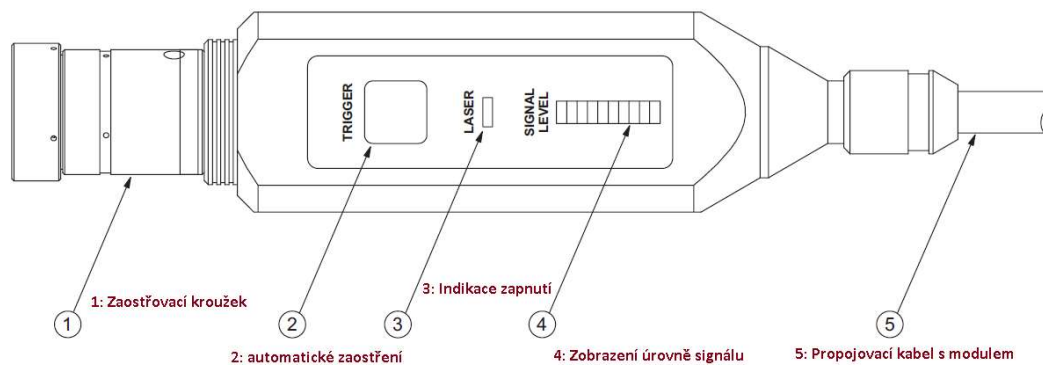 TRIGGER
LASER
SIGNAL
LEVEL
1: Zaostřovací kroužek
3: Indikace zapnutí
1
2
3
4
5
2: automatické zaostření
4: Zobrazení úrovně signálu
5: Propojovací kabel s modulem